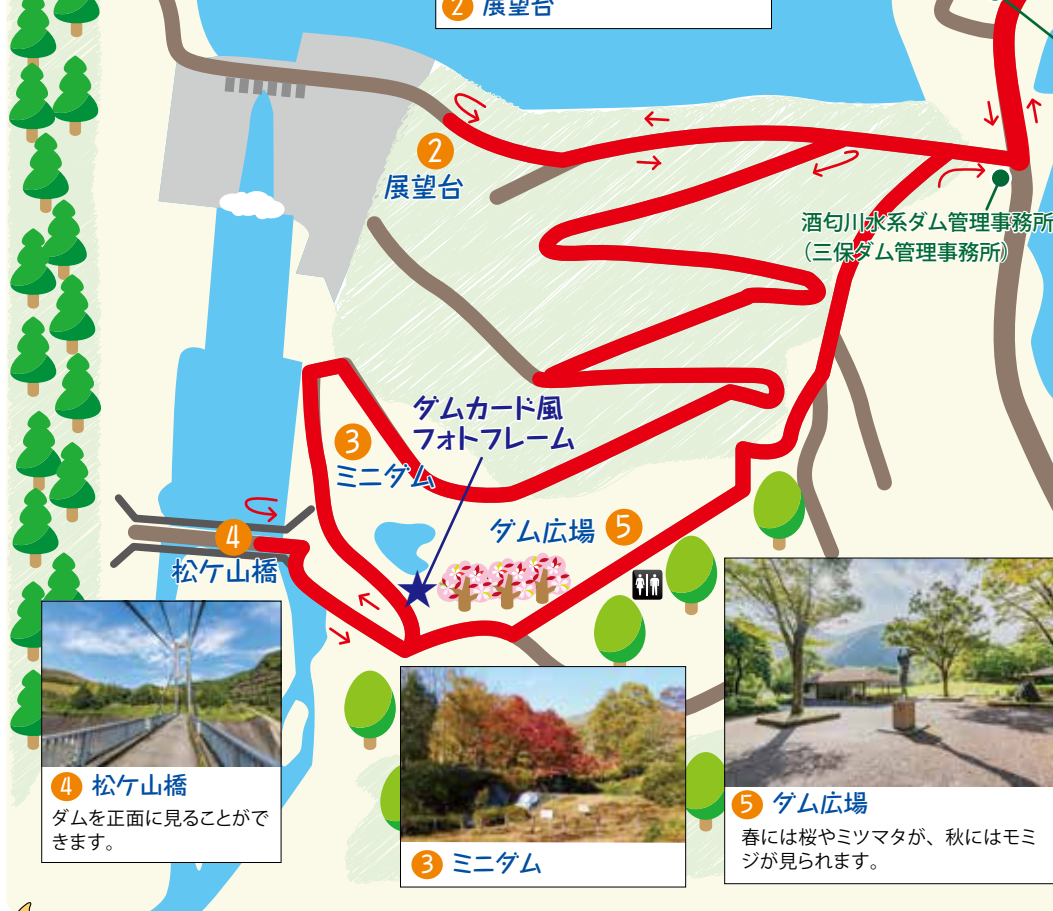 2 展望台
2
展望台
酒匂川水系ダム管理事務所
(三保ダム管理事務所)
ダムカード風
フォトフレーム
3
ミニダム
ダム広場 5
4
松ケ山橋
4 松ケ山橋
ダムを正面に見ることがで
きます。
3 ミニダム
5 ダム広場
春には桜やミツマタが、秋にはモミ
ジが見られます。